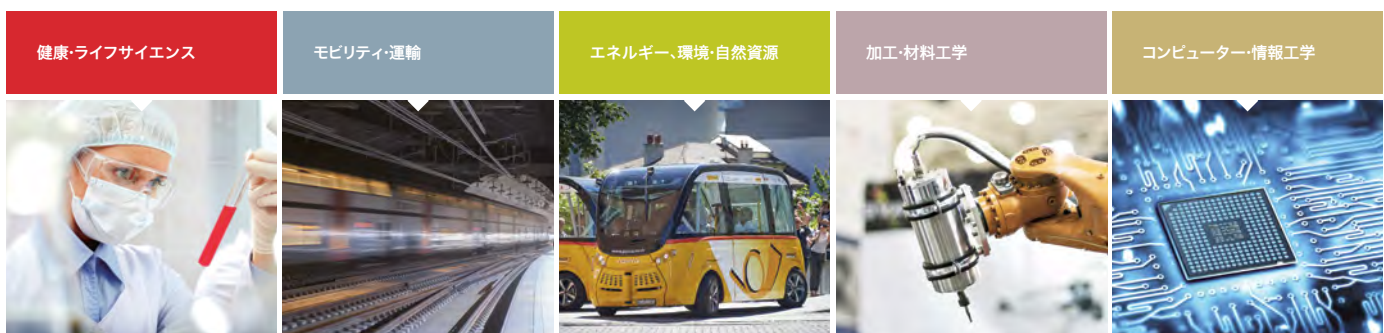 健康·ライフサイエンス
モビリティ·運輸
エネルギー、環境·自然資源
加工·材料工学
コンピューター·情報工学